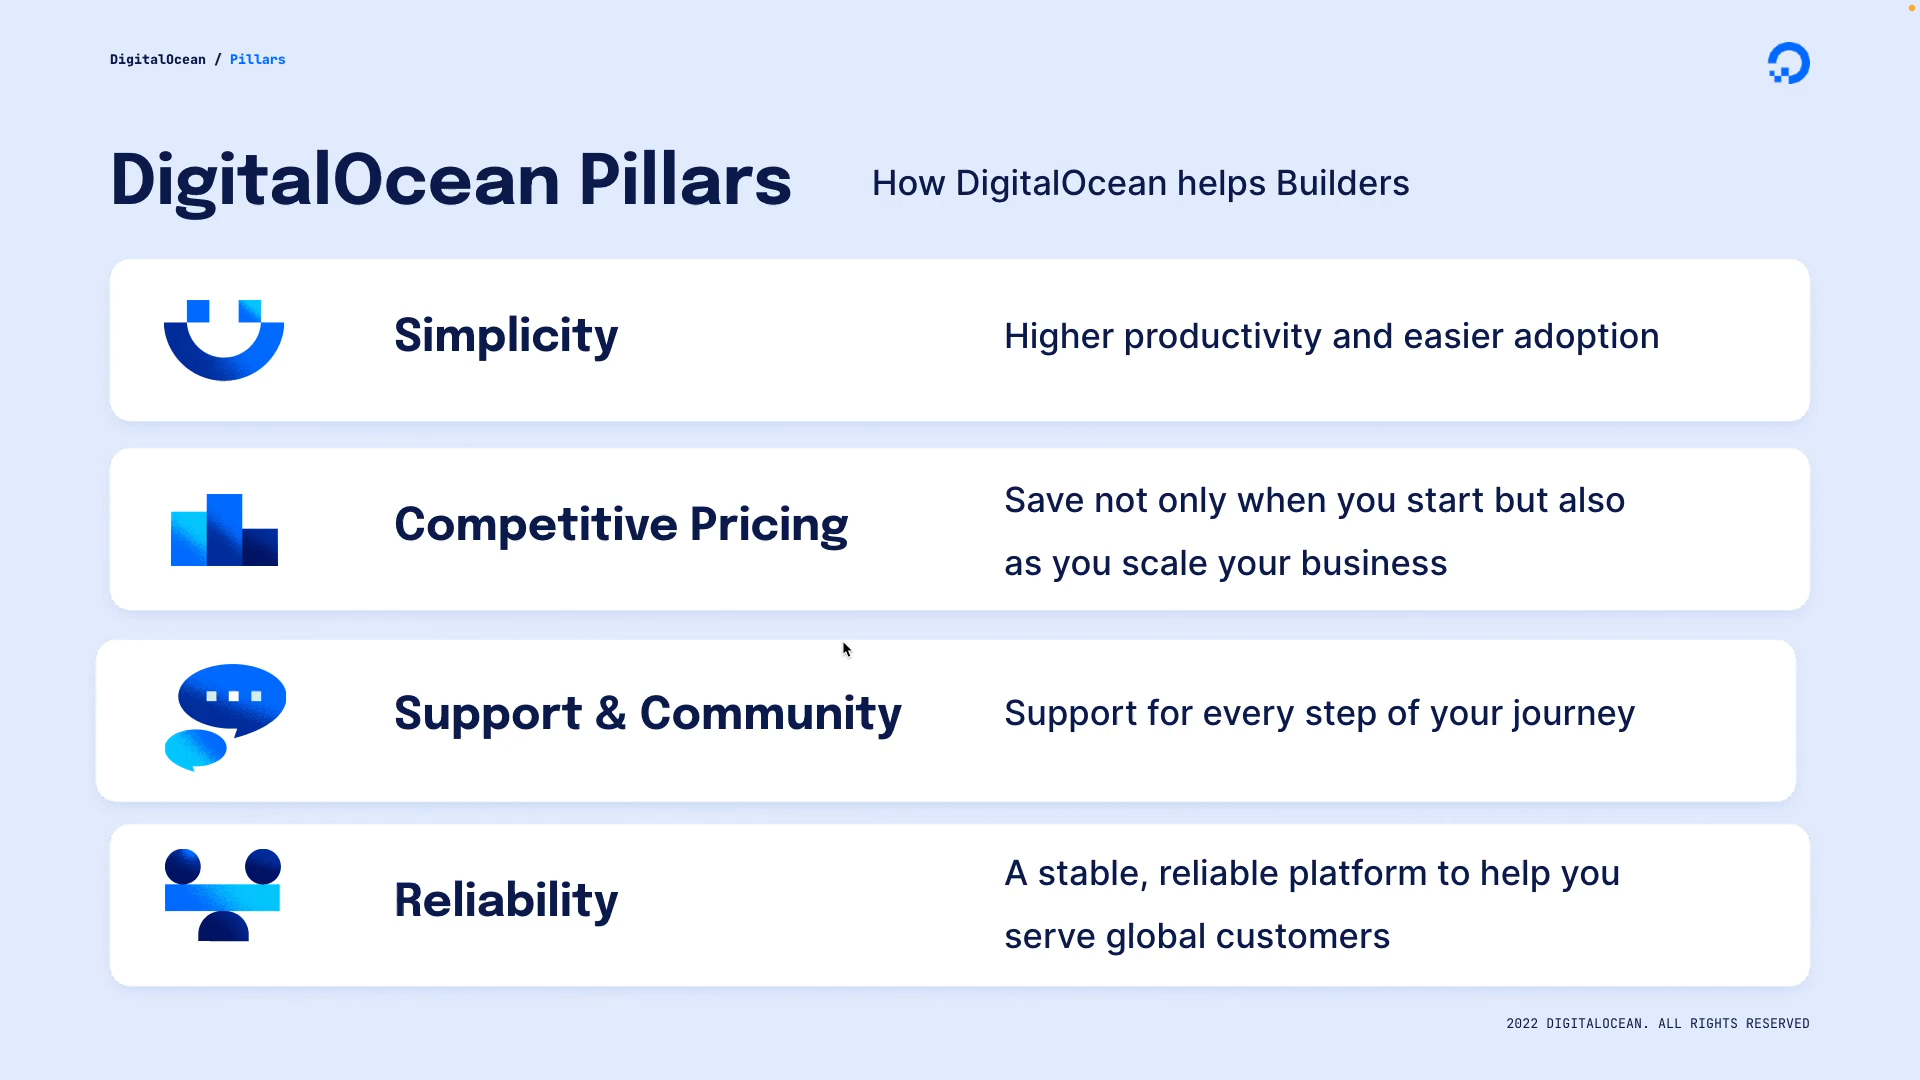 DigitalOcean / Pillars
DigitalOcean Pillars
How DigitalOcean helps Builders
Simplicity
Higher productivity and easier adoption
Competitive Pricing
Save not only when you start but also
as you scale your business
Support & Community
Support for every step of your journey
Reliability
A stable, reliable platform to help you
serve global customers
2022 DIGITALOCEAN. ALL RIGHTS RESERVED